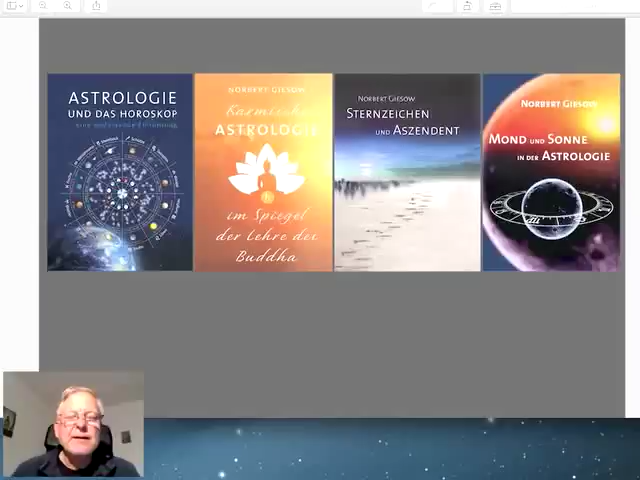 ASTROLOGIE
UND DAS HOROSKOP
NORBERT GIESOW
Karmische
ASTROLOGIE
im Spiegel
der Lehre des
Buddha
NORBERT GIESOW
STERNZEICHEN
UND ASZENDENT
NORBERT GIESOW
MOND UND SONNE
IN DER ASTROLOGIE